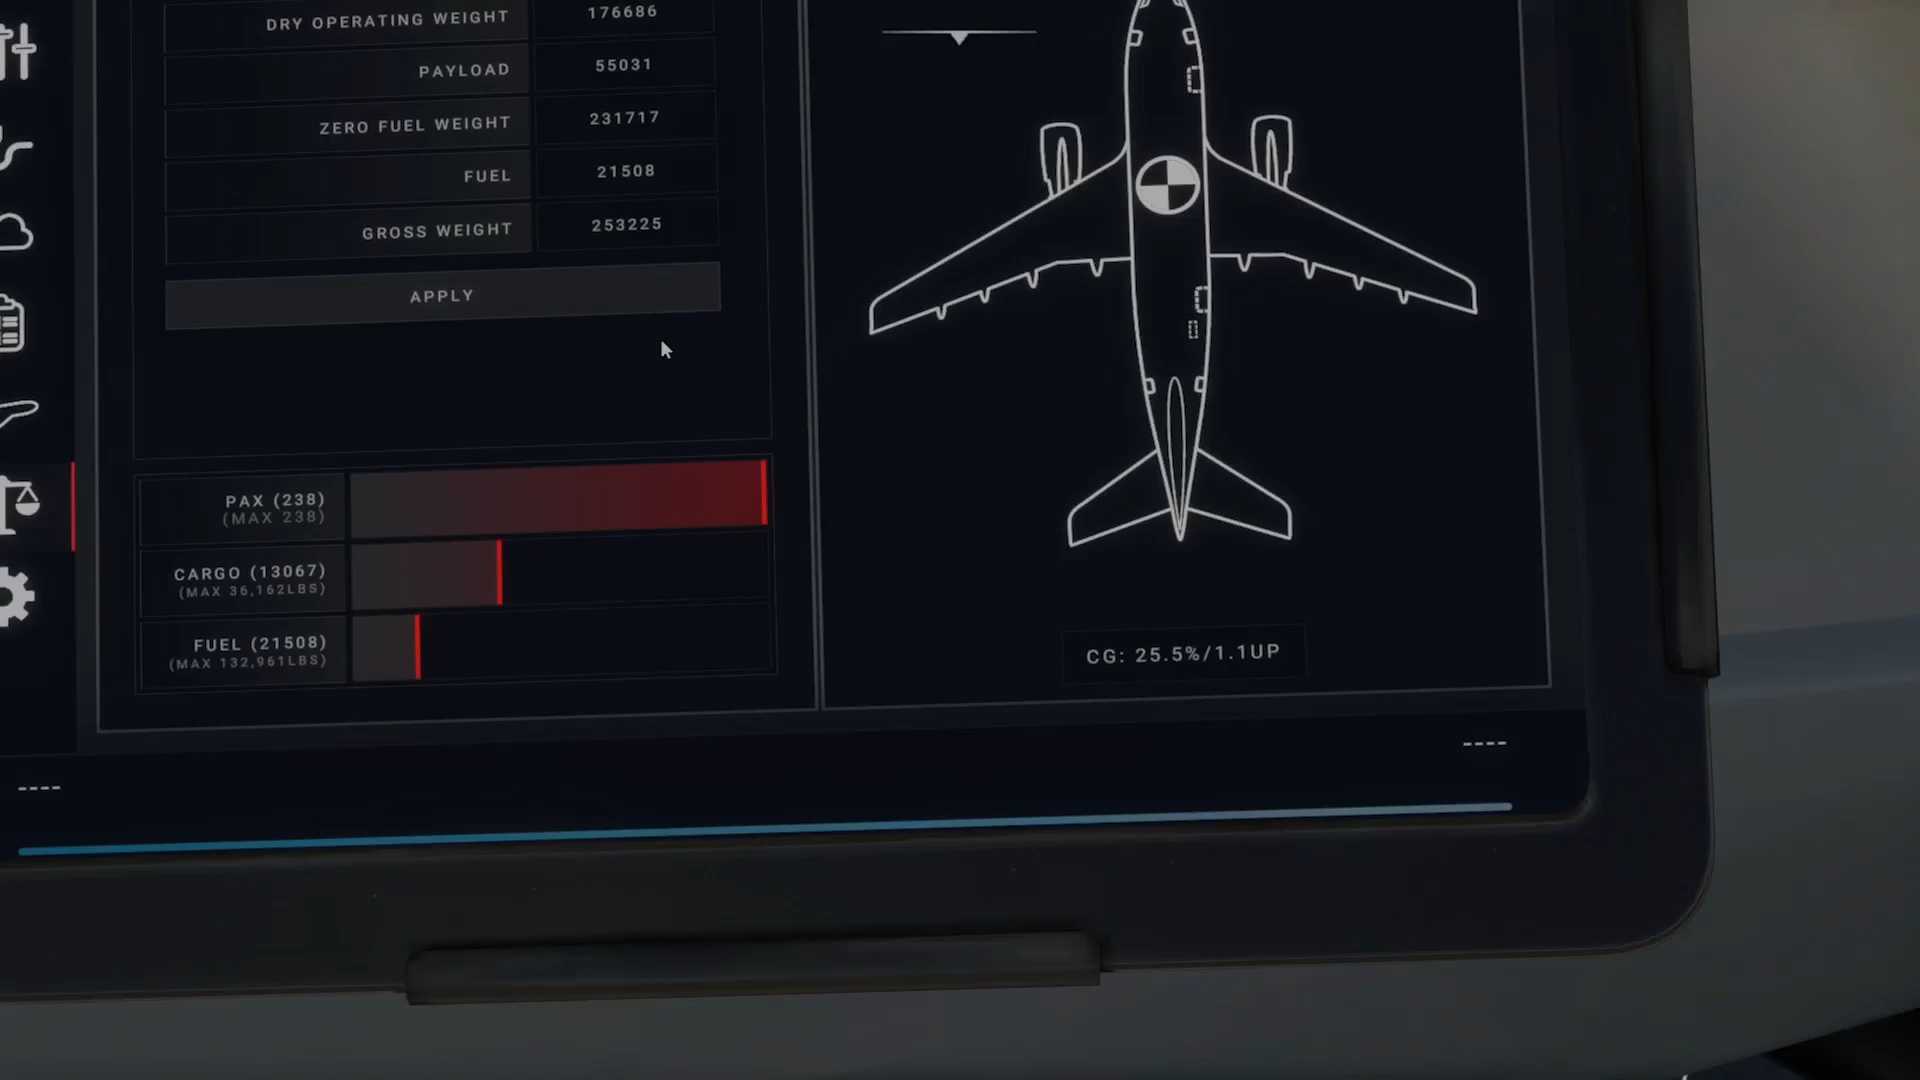 DRY OPERATING WEIGHT 176686
PAYLOAD 55031
ZERO FUEL WEIGHT 231717
FUEL 21508
GROSS WEIGHT 253225
APPLY
PAX (238)
(MAX 238)
CARGO (13067)
(MAX 36,162LBS)
FUEL (21508)
(MAX 132,961LBS)
CG: 25.5%/1.1UP
----
----